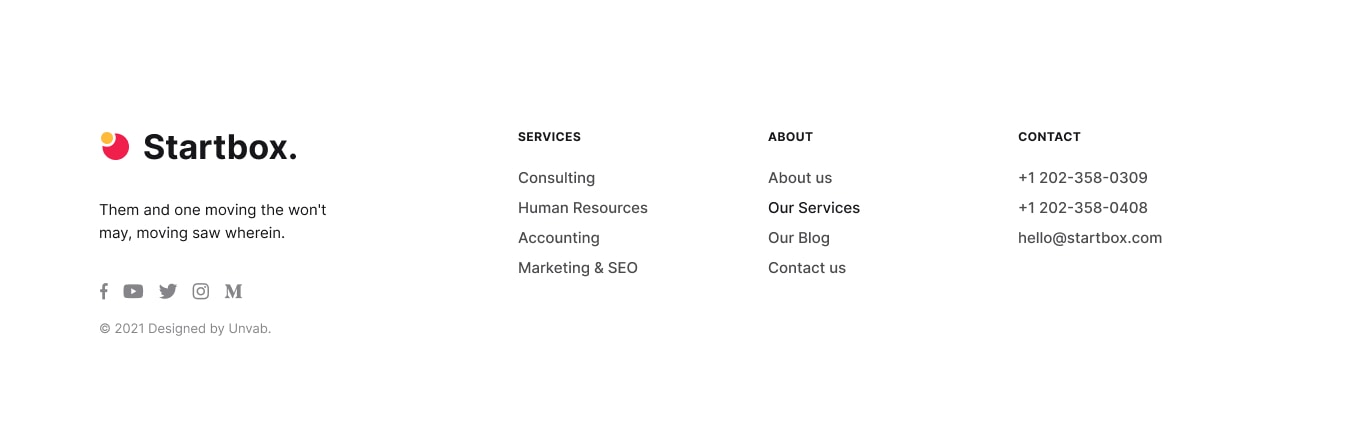 Startbox.
Them and one moving the won't
may, moving saw wherein.
© 2021 Designed by Unvab.
SERVICES
Consulting
Human Resources
Accounting
Marketing & SEO
ABOUT
About us
Our Services
Our Blog
Contact us
CONTACT
+1 202-358-0309
+1 202-358-0408
hello@startbox.com